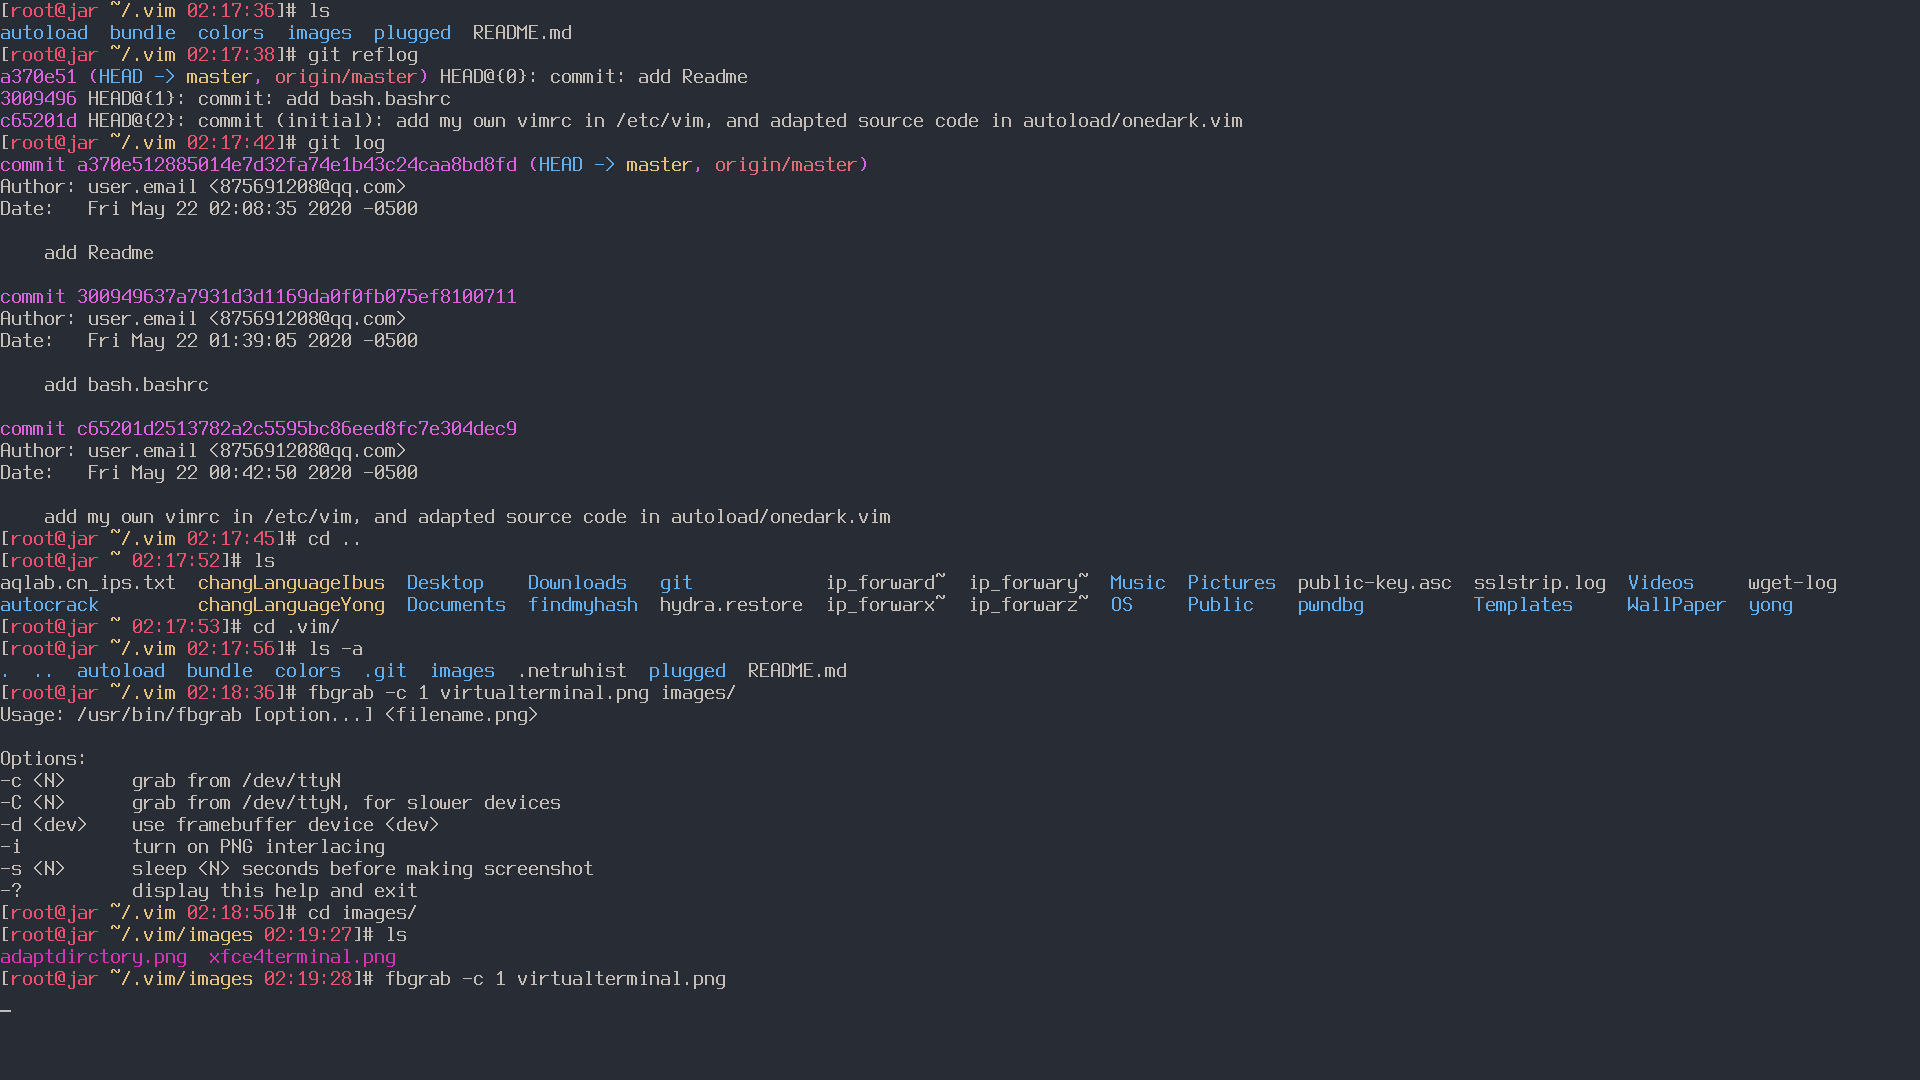 [root@jar ~/.vim 02:17:36]# ls
autoload  bundle  colors  images  plugged  README.md
[root@jar ~/.vim 02:17:38]# git reflog
a370e51 (HEAD -> master, origin/master) HEAD@{0}: commit: add Readme
3009496 HEAD@{1}: commit: add bash.bashrc
c65201d HEAD@{2}: commit (initial): add my own vimrc in /etc/vim, and adapted source code in autoload/onedark.vim
[root@jar ~/.vim 02:17:42]# git log
commit a370e512885014e7d32fa74e1b43c24caa8bd8fd (HEAD -> master, origin/master)
Author: user.email <875691208@qq.com>
Date:   Fri May 22 02:08:35 2020 -0500

    add Readme

commit 300949637a7931d3d1169da0f0fb075ef8100711
Author: user.email <875691208@qq.com>
Date:   Fri May 22 01:39:05 2020 -0500

    add bash.bashrc

commit c65201d2513782a2c5595bc86eed8fc7e304dec9
Author: user.email <875691208@qq.com>
Date:   Fri May 22 00:42:50 2020 -0500

    add my own vimrc in /etc/vim, and adapted source code in autoload/onedark.vim
[root@jar ~/.vim 02:17:45]# cd ..
[root@jar ~ 02:17:52]# ls
aqlab.cn_ips.txt  changLanguageIbus  Desktop    Downloads  git            ip_forward~  ip_forwary~  Music  Pictures  public-key.asc  sslstrip.log  Videos     wget-log
autocrack         changLanguageYong  Documents  findmyhash  hydra.restore  ip_forwarx~  ip_forwarz~  OS     Public    pwndbg          Templates     WallPaper  yong
[root@jar ~ 02:17:53]# cd .vim/
[root@jar ~/.vim 02:17:56]# ls -a
.  ..  autoload  bundle  colors  .git  images  .netrwhist  plugged  README.md
[root@jar ~/.vim 02:18:36]# fbgrab -c 1 virtualterminal.png images/
Usage: /usr/bin/fbgrab [option...] <filename.png>

Options:
-c <N>      grab from /dev/ttyN
-C <N>      grab from /dev/ttyN, for slower devices
-d <dev>    use framebuffer device <dev>
-i          turn on PNG interlacing
-s <N>      sleep <N> seconds before making screenshot
-?          display this help and exit
[root@jar ~/.vim 02:18:56]# cd images/
[root@jar ~/.vim/images 02:19:27]# ls
adaptdirctory.png  xfce4terminal.png
[root@jar ~/.vim/images 02:19:28]# fbgrab -c 1 virtualterminal.png